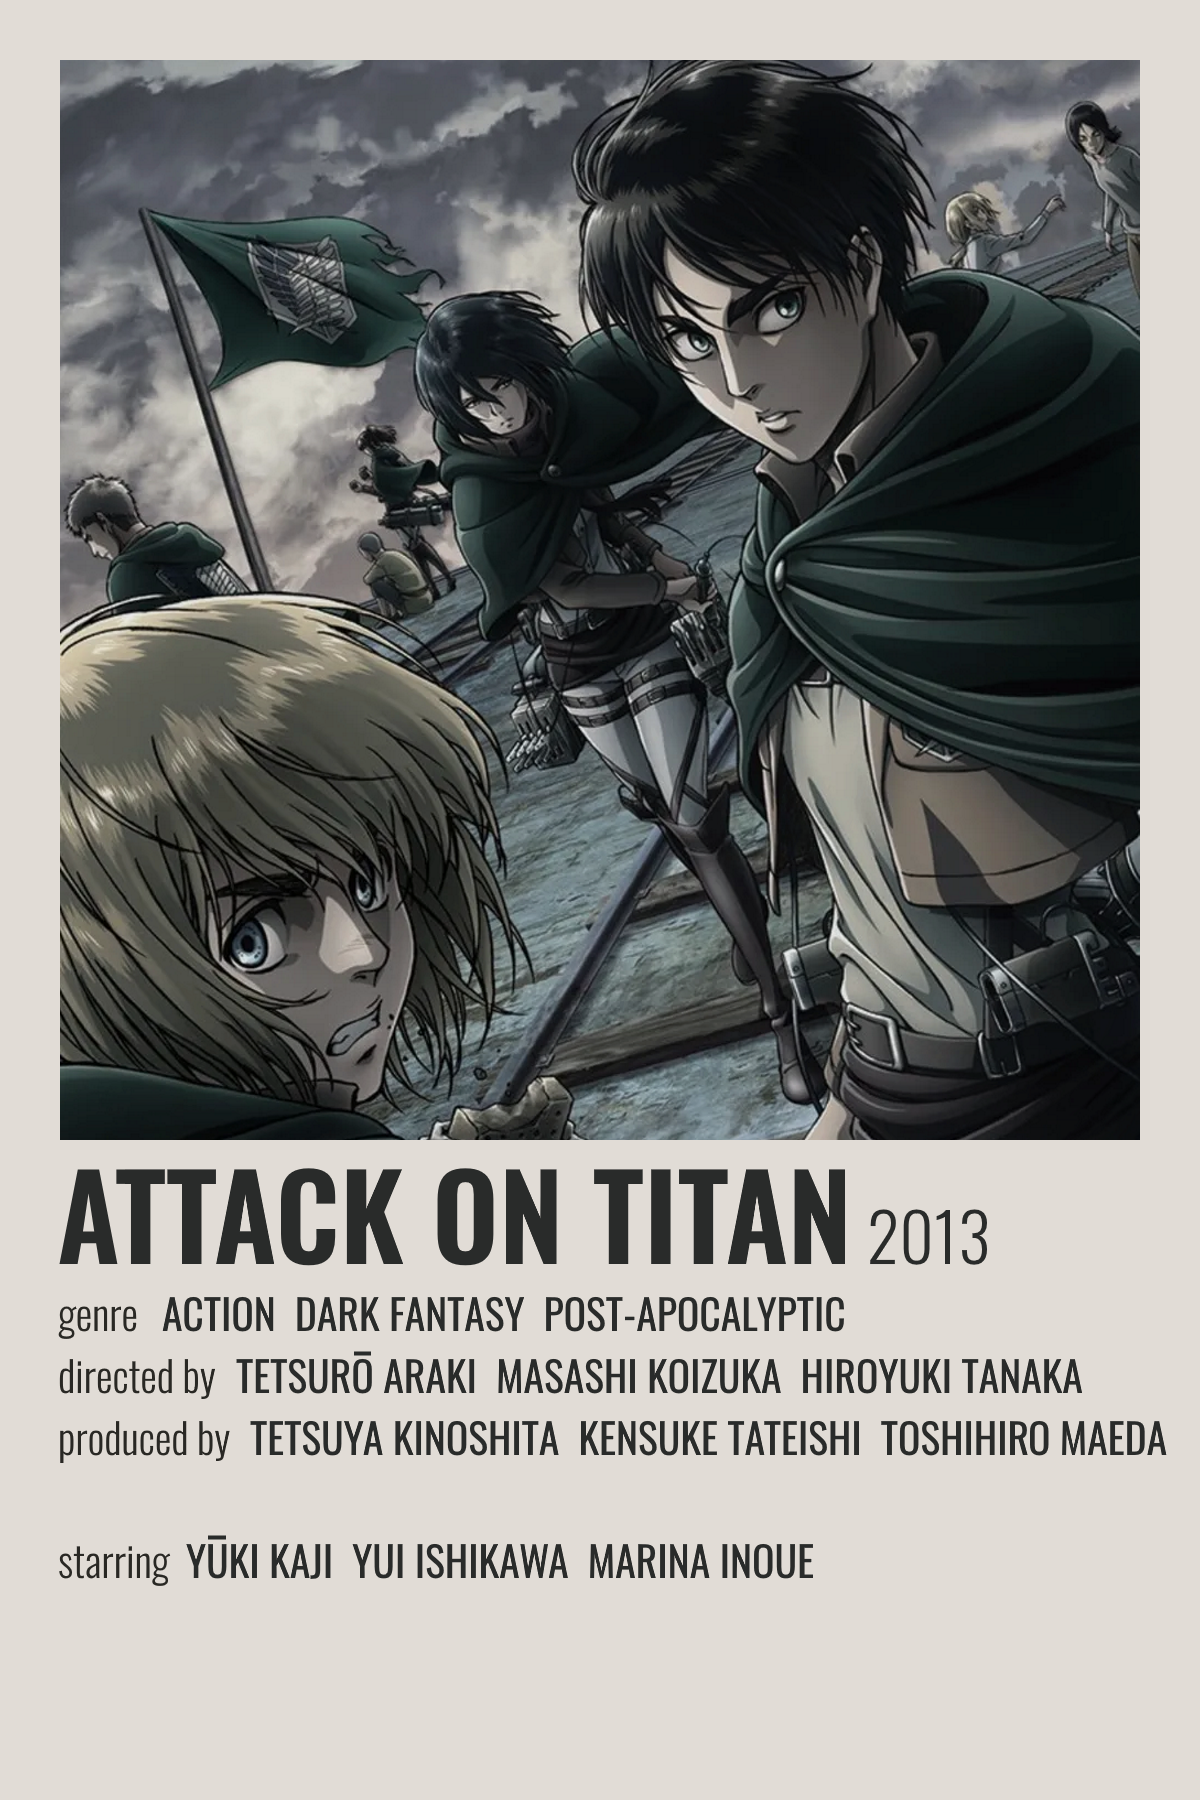 ATTACK ON TITAN 2013
genre ACTION DARK FANTASY POST-APOCALYPTIC
directed by TETSURŌ ARAKI MASASHI KOIZUKA HIROYUKI TANAKA
produced by TETSUYA KINOSHITA KENSUKE TATEISHI TOSHIHIRO MAEDA
starring YŪKI KAJI YUI ISHIKAWA MARINA INOUE